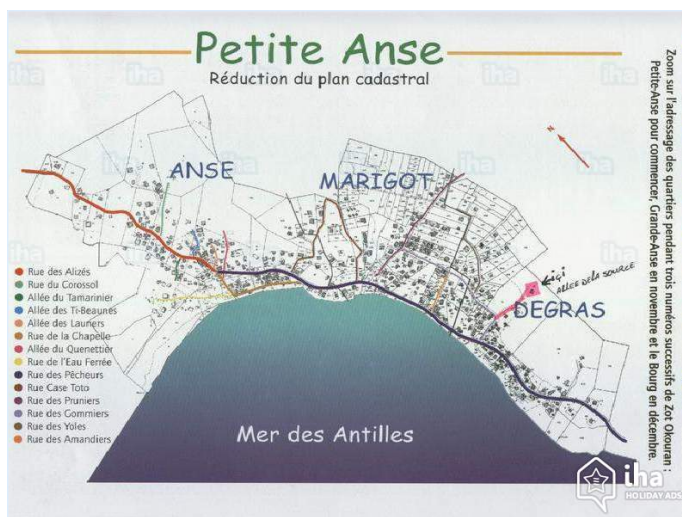 Petite Anse
Réduction du plan cadastral
ANSE
MARIGOT
ici
ALLÉE DE LA SOURCE
DEGRAS
Rue des Alizés
Rue du Corossol
Allée du Tamarinier
Allée des Ti-Beaunes
Allée des Lauriers
Rue de la Chapelle
Allée du Quenettier
Rue de l'Eau Ferrée
Rue des Pêcheurs
Rue Case Toto
Rue des Pruniers
Rue des Gommiers
Rue des Yoles
Rue des Amandiers
Mer des Antilles
Zoom sur l'adressage des quartiers pendant trois numéros successifs de Zot Okouran :
Petite-Anse pour commencer, Grande-Anse en novembre et le Bourg en décembre.
iha
HOLIDAY ADS